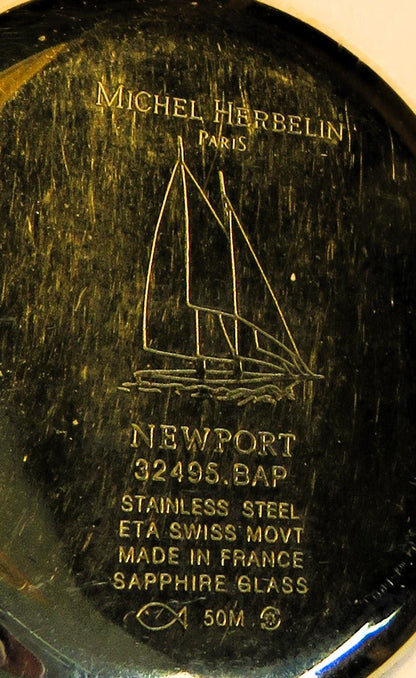 MICHEL HERBELIN
PARIS
NEWPORT
32495.BAP
STAINLESS STEEL
ETA SWISS MOVT
MADE IN FRANCE
SAPPHIRE GLASS
50M